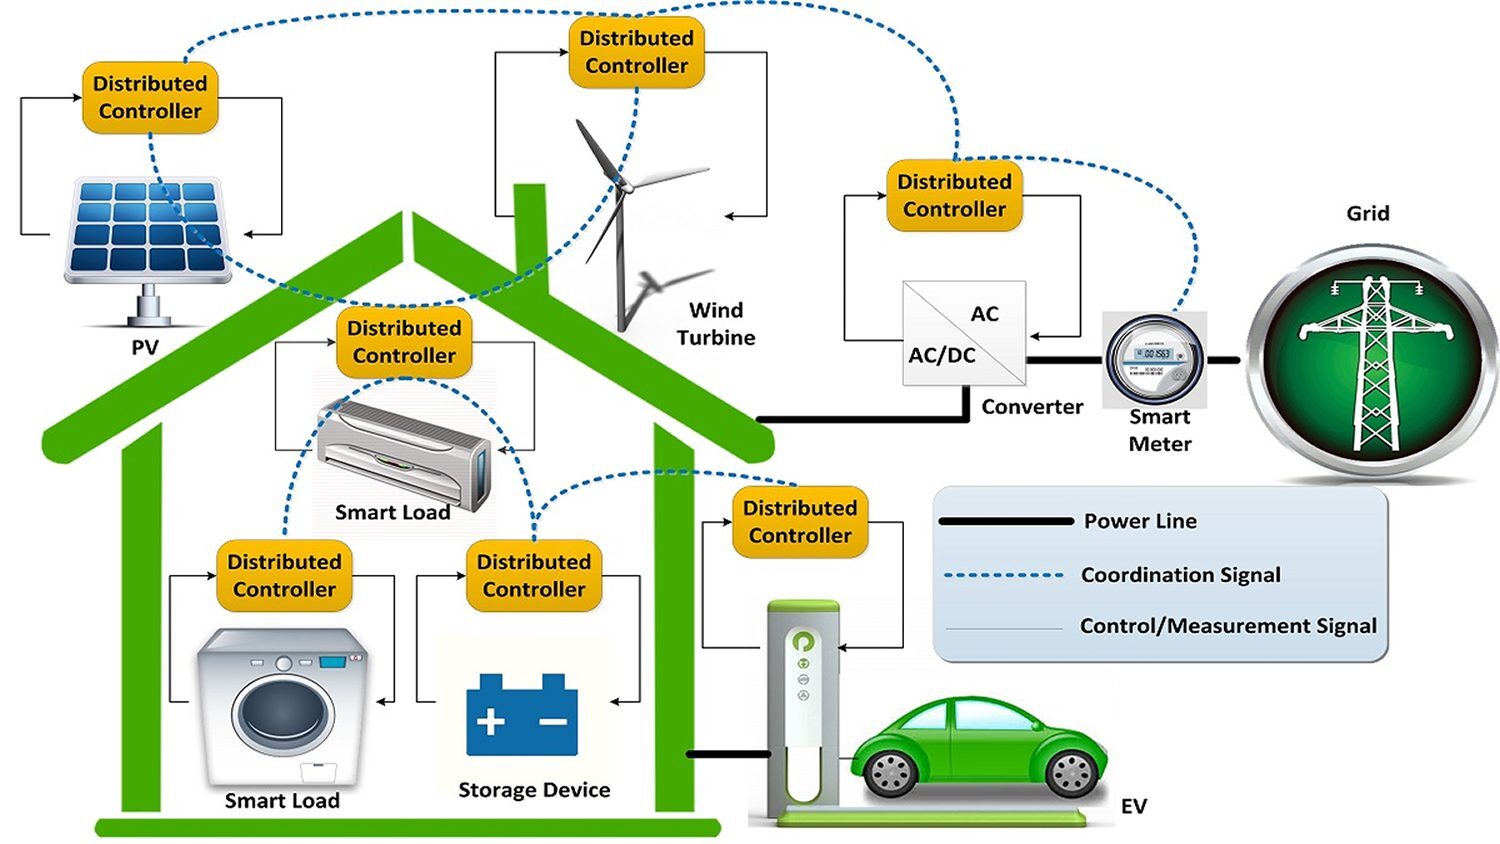 Distributed
Controller
Distributed
Controller
Distributed
Controller
Grid
PV
Wind
Turbine
AC
AC/DC
Converter
Smart
Meter
Distributed
Controller
Smart Load
Distributed
Controller
Distributed
Controller
Distributed
Controller
Power Line
Coordination Signal
Control/Measurement Signal
Smart Load
+ −
Storage Device
EV